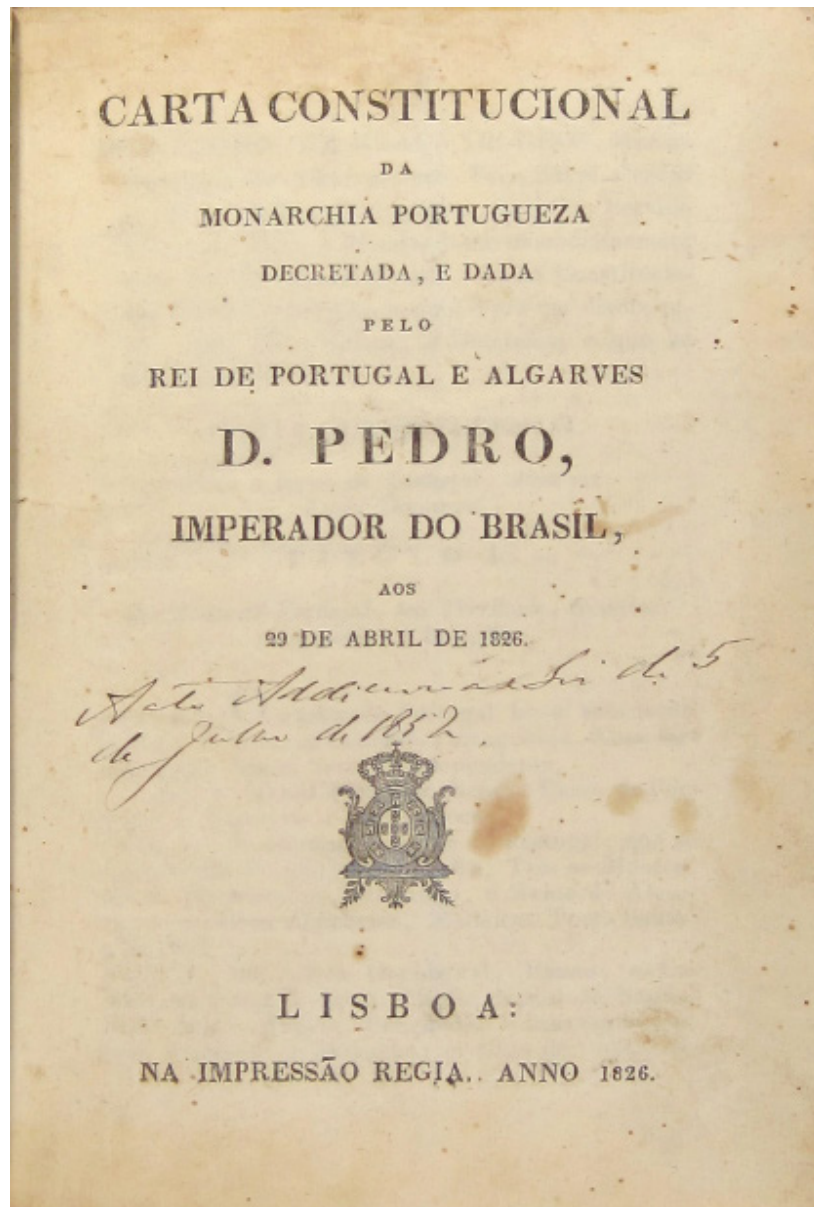 CARTA CONSTITUCIONAL
DA
MONARCHIA PORTUGUEZA
DECRETADA, E DADA
PELO
REI DE PORTUGAL E ALGARVES
D. PEDRO,
IMPERADOR DO BRASIL,
AOS
29 DE ABRIL DE 1826.
Acto Addicional de 5
de Julho de 1852.
LISBOA:
NA IMPRESSÃO REGIA. ANNO 1826.